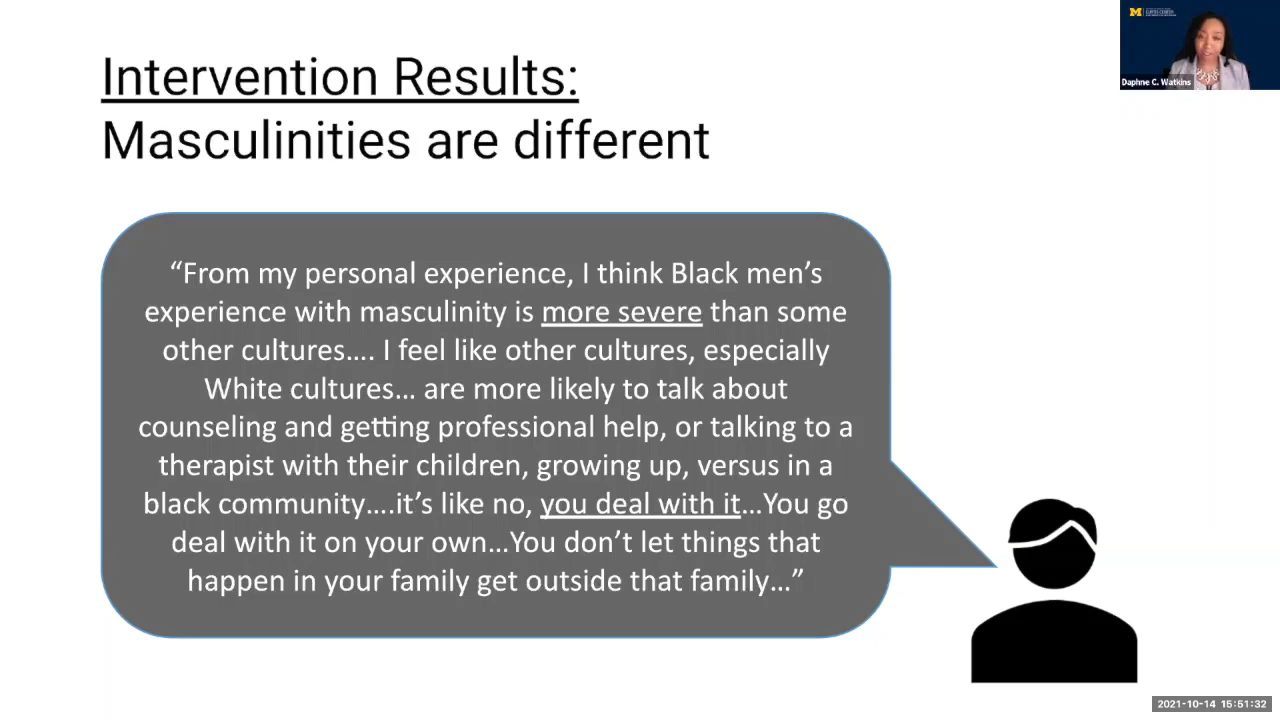 Intervention Results:
Masculinities are different
“From my personal experience, I think Black men’s
experience with masculinity is more severe than some
other cultures…. I feel like other cultures, especially
White cultures… are more likely to talk about
counseling and getting professional help, or talking to a
therapist with their children, growing up, versus in a
black community….it’s like no, you deal with it…You go
deal with it on your own…You don’t let things that
happen in your family get outside that family…”
M
CURTIS CENTER
Daphne C. Watkins
2021-10-14 15:51:32